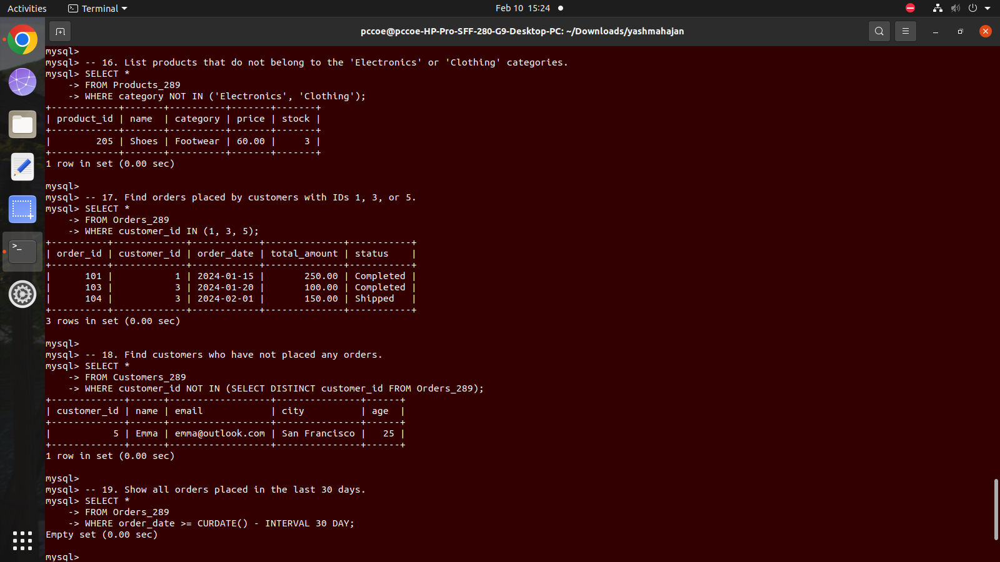 Activities
Terminal
Feb 10 15:24
pccoe@pccoe-HP-Pro-SFF-280-G9-Desktop-PC: ~/Downloads/yashmahajan
mysql>
mysql> -- 16. List products that do not belong to the 'Electronics' or 'Clothing' categories.
mysql> SELECT *
    -> FROM Products_289
    -> WHERE category NOT IN ('Electronics', 'Clothing');
+------------+-------+----------+-------+-------+
| product_id | name  | category | price | stock |
+------------+-------+----------+-------+-------+
|        205 | Shoes | Footwear | 60.00 |     3 |
+------------+-------+----------+-------+-------+
1 row in set (0.00 sec)
mysql>
mysql> -- 17. Find orders placed by customers with IDs 1, 3, or 5.
mysql> SELECT *
    -> FROM Orders_289
    -> WHERE customer_id IN (1, 3, 5);
+----------+-------------+------------+--------------+-----------+
| order_id | customer_id | order_date | total_amount | status    |
+----------+-------------+------------+--------------+-----------+
|      101 |           1 | 2024-01-15 |       250.00 | Completed |
|      103 |           3 | 2024-01-20 |       100.00 | Completed |
|      104 |           3 | 2024-02-01 |       150.00 | Shipped   |
+----------+-------------+------------+--------------+-----------+
3 rows in set (0.00 sec)
mysql>
mysql> -- 18. Find customers who have not placed any orders.
mysql> SELECT *
    -> FROM Customers_289
    -> WHERE customer_id NOT IN (SELECT DISTINCT customer_id FROM Orders_289);
+-------------+------+------------------+---------------+------+
| customer_id | name | email            | city          | age  |
+-------------+------+------------------+---------------+------+
|           5 | Emma | emma@outlook.com | San Francisco |   25 |
+-------------+------+------------------+---------------+------+
1 row in set (0.00 sec)
mysql>
mysql> -- 19. Show all orders placed in the last 30 days.
mysql> SELECT *
    -> FROM Orders_289
    -> WHERE order_date >= CURDATE() - INTERVAL 30 DAY;
Empty set (0.00 sec)
mysql>